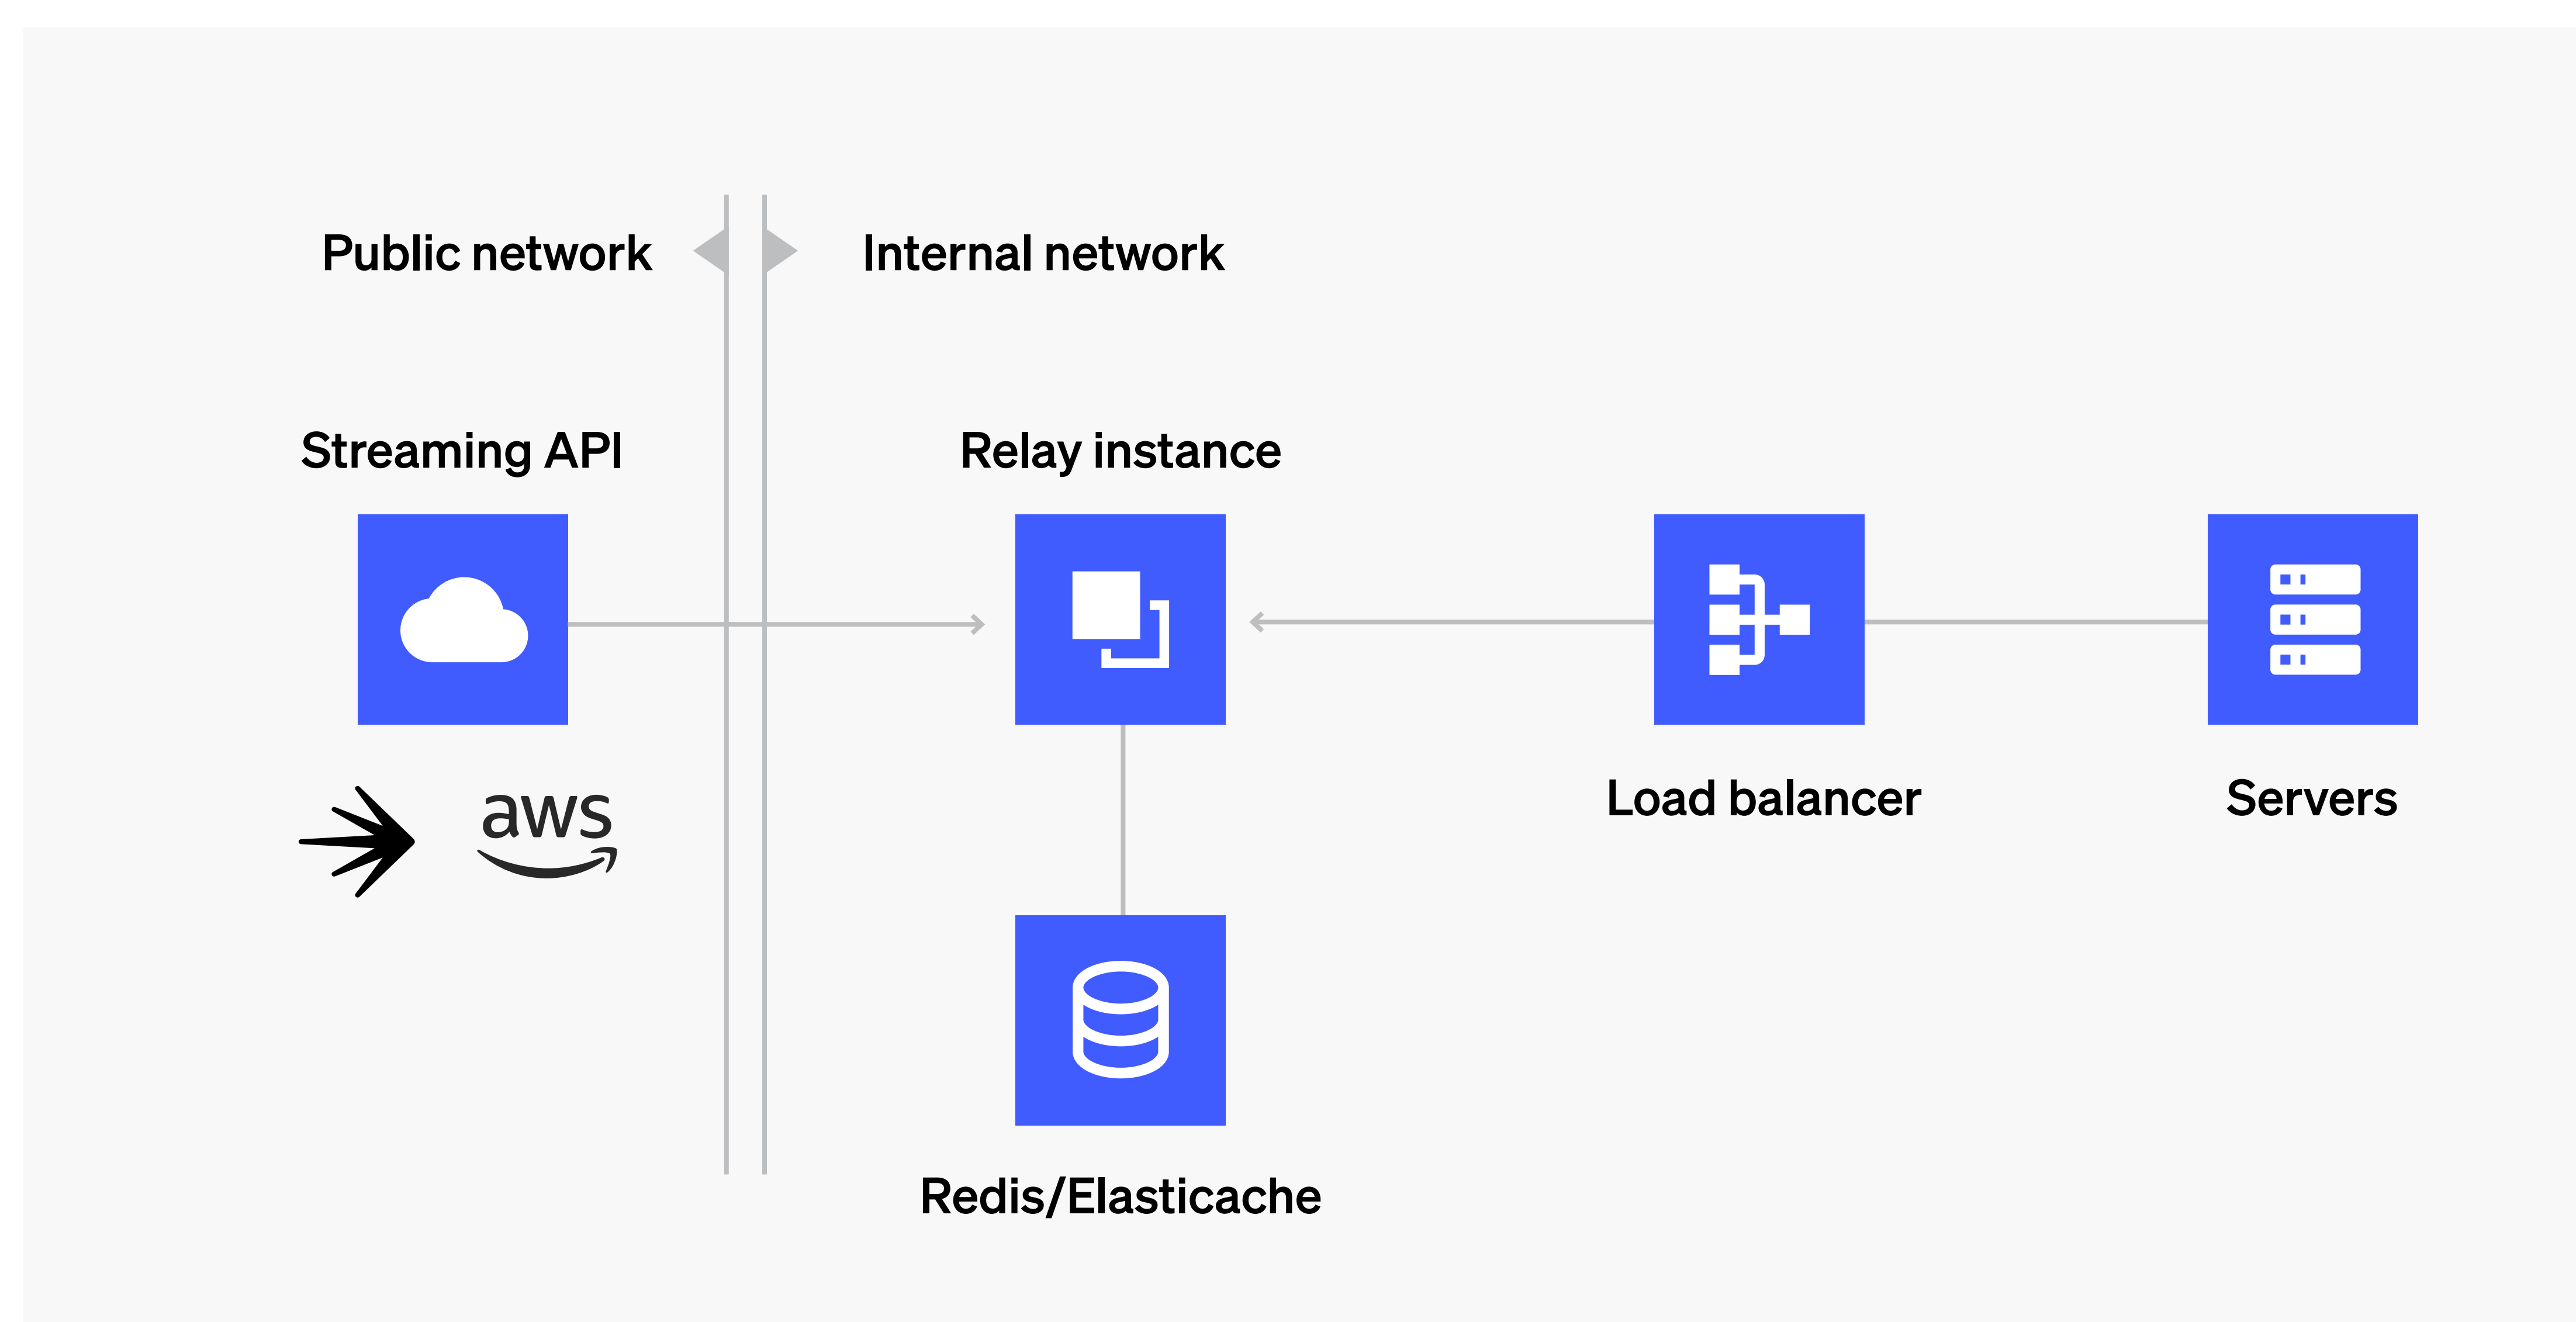 Public network
Internal network
Streaming API
Relay instance
aws
Load balancer
Servers
Redis/Elasticache